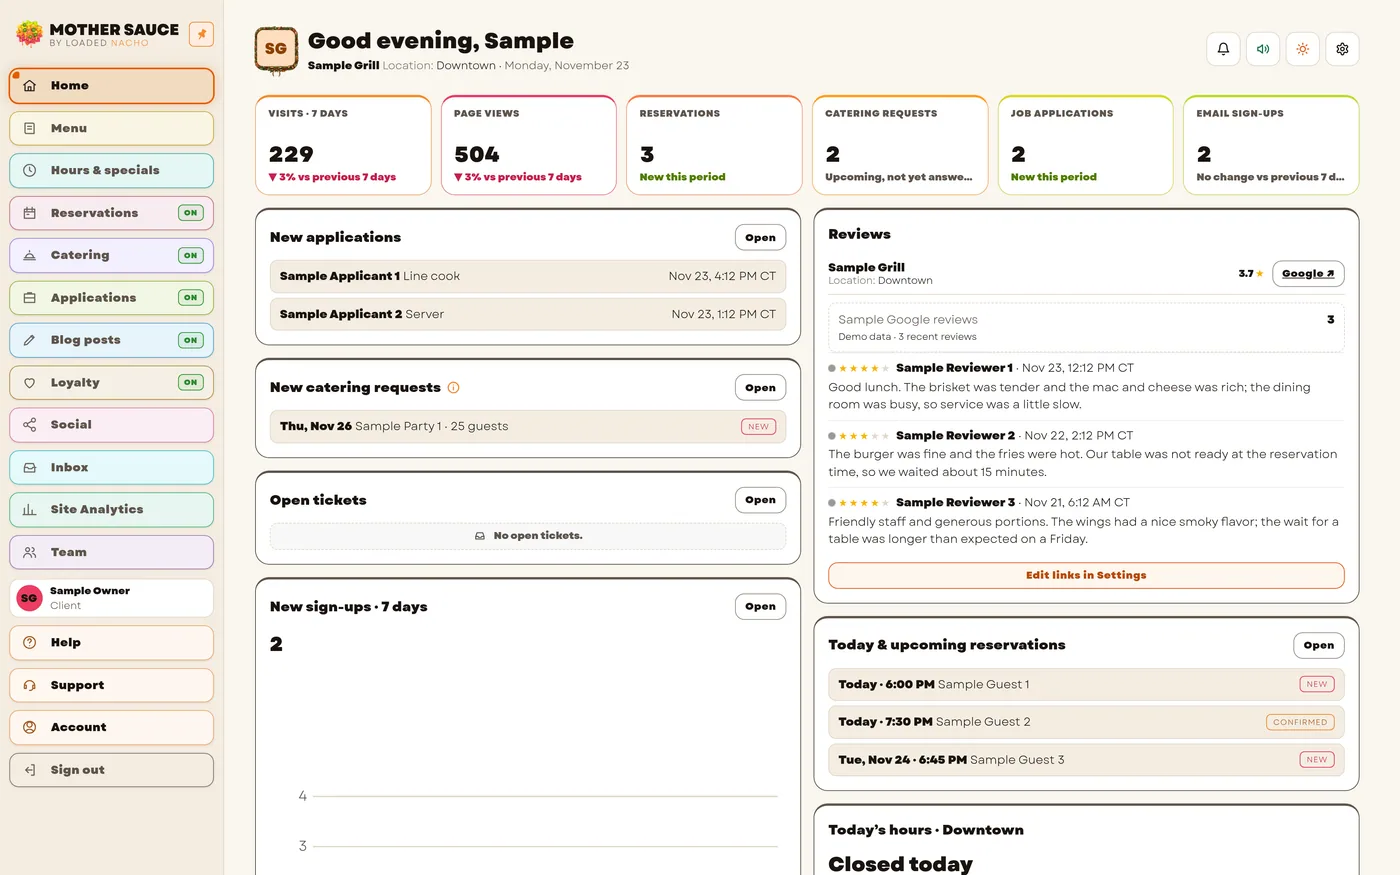 MOTHER SAUCE
BY LOADED NACHO
Home
Menu
Hours & specials
Reservations ON
Catering ON
Applications ON
Blog posts ON
Loyalty ON
Social
Inbox
Site Analytics
Team
SG Sample Owner
Client
Help
Support
Account
Sign out
SG
Good evening, Sample
Sample Grill Location: Downtown · Monday, November 23
VISITS · 7 DAYS
229
▼ 3% vs previous 7 days
PAGE VIEWS
504
▼ 3% vs previous 7 days
RESERVATIONS
3
New this period
CATERING REQUESTS
2
Upcoming, not yet answe...
JOB APPLICATIONS
2
New this period
EMAIL SIGN-UPS
2
No change vs previous 7 d...
New applications
Open
Sample Applicant 1 Line cook Nov 23, 4:12 PM CT
Sample Applicant 2 Server Nov 23, 1:12 PM CT
New catering requests
Open
Thu, Nov 26 Sample Party 1 · 25 guests NEW
Open tickets
Open
No open tickets.
New sign-ups · 7 days
Open
2
4
3
Reviews
Sample Grill
Location: Downtown
3.7 ★ Google ↗
Sample Google reviews 3
Demo data · 3 recent reviews
★★★★★ Sample Reviewer 1 · Nov 23, 12:12 PM CT
Good lunch. The brisket was tender and the mac and cheese was rich; the dining
room was busy, so service was a little slow.
★★★★★ Sample Reviewer 2 · Nov 22, 2:12 PM CT
The burger was fine and the fries were hot. Our table was not ready at the reservation
time, so we waited about 15 minutes.
★★★★★ Sample Reviewer 3 · Nov 21, 6:12 AM CT
Friendly staff and generous portions. The wings had a nice smoky flavor; the wait for a
table was longer than expected on a Friday.
Edit links in Settings
Today & upcoming reservations
Open
Today · 6:00 PM Sample Guest 1 NEW
Today · 7:30 PM Sample Guest 2 CONFIRMED
Tue, Nov 24 · 6:45 PM Sample Guest 3 NEW
Today's hours · Downtown
Closed today